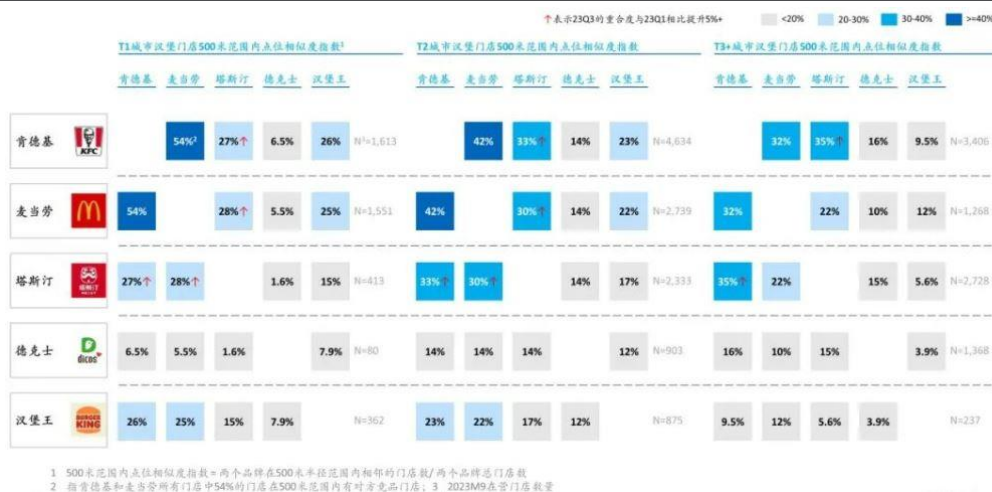 ↑表示23Q3的重合度与23Q1相比提升5%+ <20% 20-30% 30-40% >=40%
T1城市汉堡门店500米范围内点位相似度指数¹ T2城市汉堡门店500米范围内点位相似度指数 T3+城市汉堡门店500米范围内点位相似度指数
肯德基 麦当劳 塔斯汀 德克士 汉堡王 肯德基 麦当劳 塔斯汀 德克士 汉堡王 肯德基 麦当劳 塔斯汀 德克士 汉堡王
肯德基 KFC 54%² 27%↑ 6.5% 26% N³=1,613 42% 33%↑ 14% 23% N=4,634 32% 35%↑ 16% 9.5% N=3,406
麦当劳 54% 28%↑ 5.5% 25% N=1,551 42% 30%↑ 14% 22% N=2,739 32% 22% 10% 12% N=1,268
塔斯汀 塔斯汀 27%↑ 28%↑ 1.6% 15% N=413 33%↑ 30%↑ 14% 17% N=2,333 35%↑ 22% 15% 5.6% N=2,728
德克士 dicos 6.5% 5.5% 1.6% 7.9% N=80 14% 14% 14% 12% N=903 16% 10% 15% 3.9% N=1,368
汉堡王 BURGER KING 26% 25% 15% 7.9% N=362 23% 22% 17% 12% N=875 9.5% 12% 5.6% 3.9% N=237
1 500米范围内点位相似度指数=两个品牌在500米半径范围内相邻的门店数/两个品牌总门店数
2 指肯德基和麦当劳所有门店中54%的门店在500米范围内有对方竞品门店；3 2023M9在营门店数量